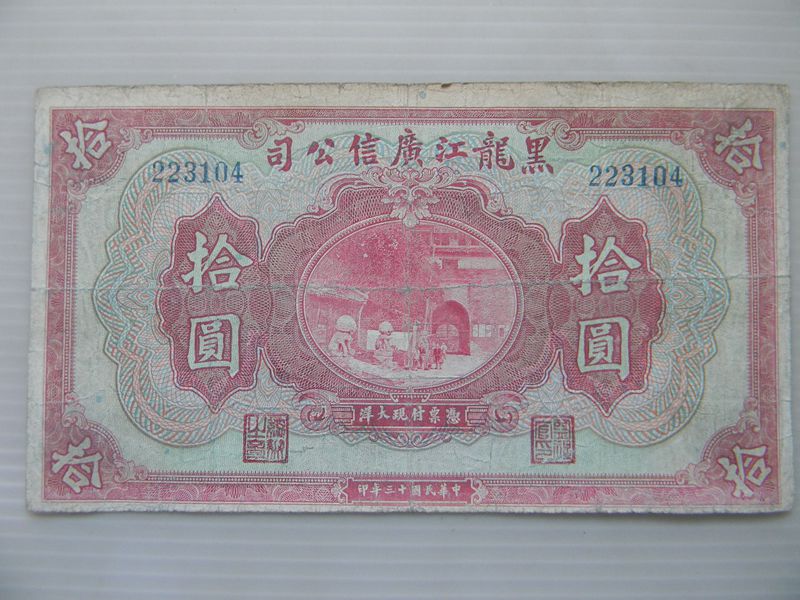 拾
拾
黑龍江廣信公司
223104
223104
拾圓
拾圓
憑票付現大洋
拾
拾
中華民國十三年印